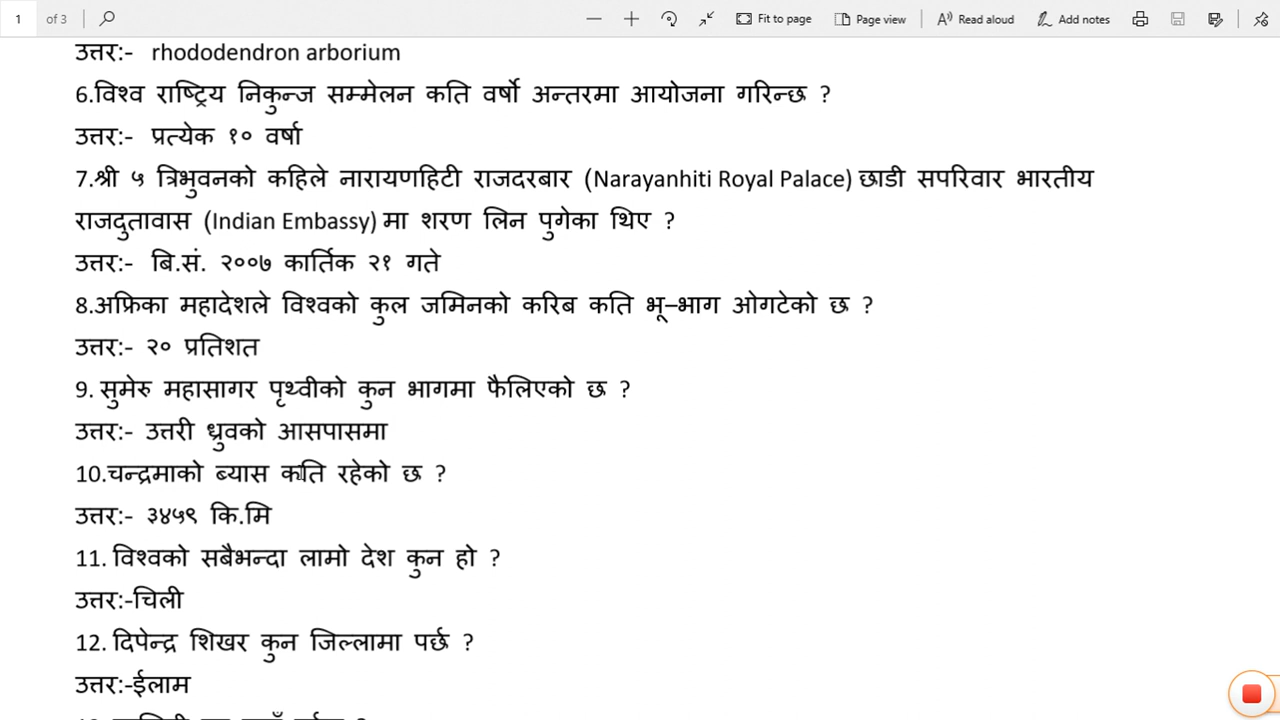 1 of 3 Fit to page Page view Read aloud Add notes
उत्तर:- rhododendron arborium
6.विश्व राष्ट्रिय निकुन्ज सम्मेलन कति वर्षो अन्तरमा आयोजना गरिन्छ ?
उत्तर:- प्रत्येक १० वर्षा
7.श्री ५ त्रिभुवनको कहिले नारायणहिटी राजदरबार (Narayanhiti Royal Palace) छाडी सपरिवार भारतीय
राजदुतावास (Indian Embassy) मा शरण लिन पुगेका थिए ?
उत्तर:- बि.सं. २००७ कार्तिक २१ गते
8.अफ्रिका महादेशले विश्वको कुल जमिनको करिब कति भू–भाग ओगटेको छ ?
उत्तर:- २० प्रतिशत
9. सुमेरु महासागर पृथ्वीको कुन भागमा फैलिएको छ ?
उत्तर:- उत्तरी ध्रुवको आसपासमा
10.चन्द्रमाको ब्यास कति रहेको छ ?
उत्तर:- ३४५९ कि.मि
11. विश्वको सबैभन्दा लामो देश कुन हो ?
उत्तर:-चिली
12. दिपेन्द्र शिखर कुन जिल्लामा पर्छ ?
उत्तर:-ईलाम